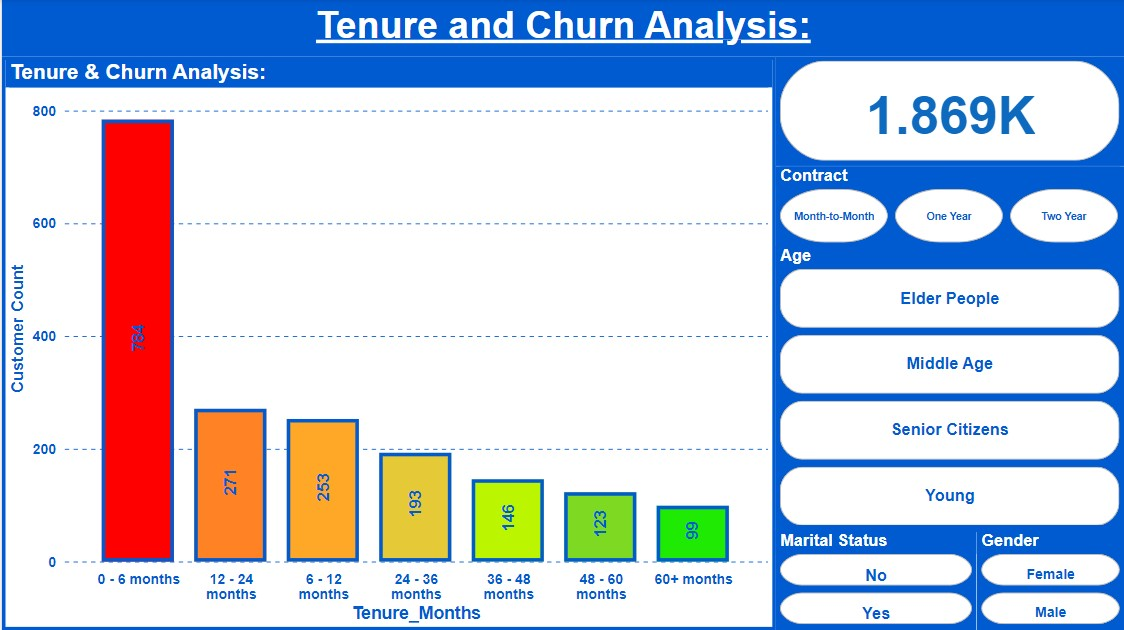 Tenure and Churn Analysis:
Tenure & Churn Analysis:
800
600
400
200
0
Customer Count
784
271
253
193
146
123
99
0 - 6 months
12 - 24
months
6 - 12
months
24 - 36
months
36 - 48
months
48 - 60
months
60+ months
Tenure_Months
1.869K
Contract
Month-to-Month
One Year
Two Year
Age
Elder People
Middle Age
Senior Citizens
Young
Marital Status
No
Yes
Gender
Female
Male